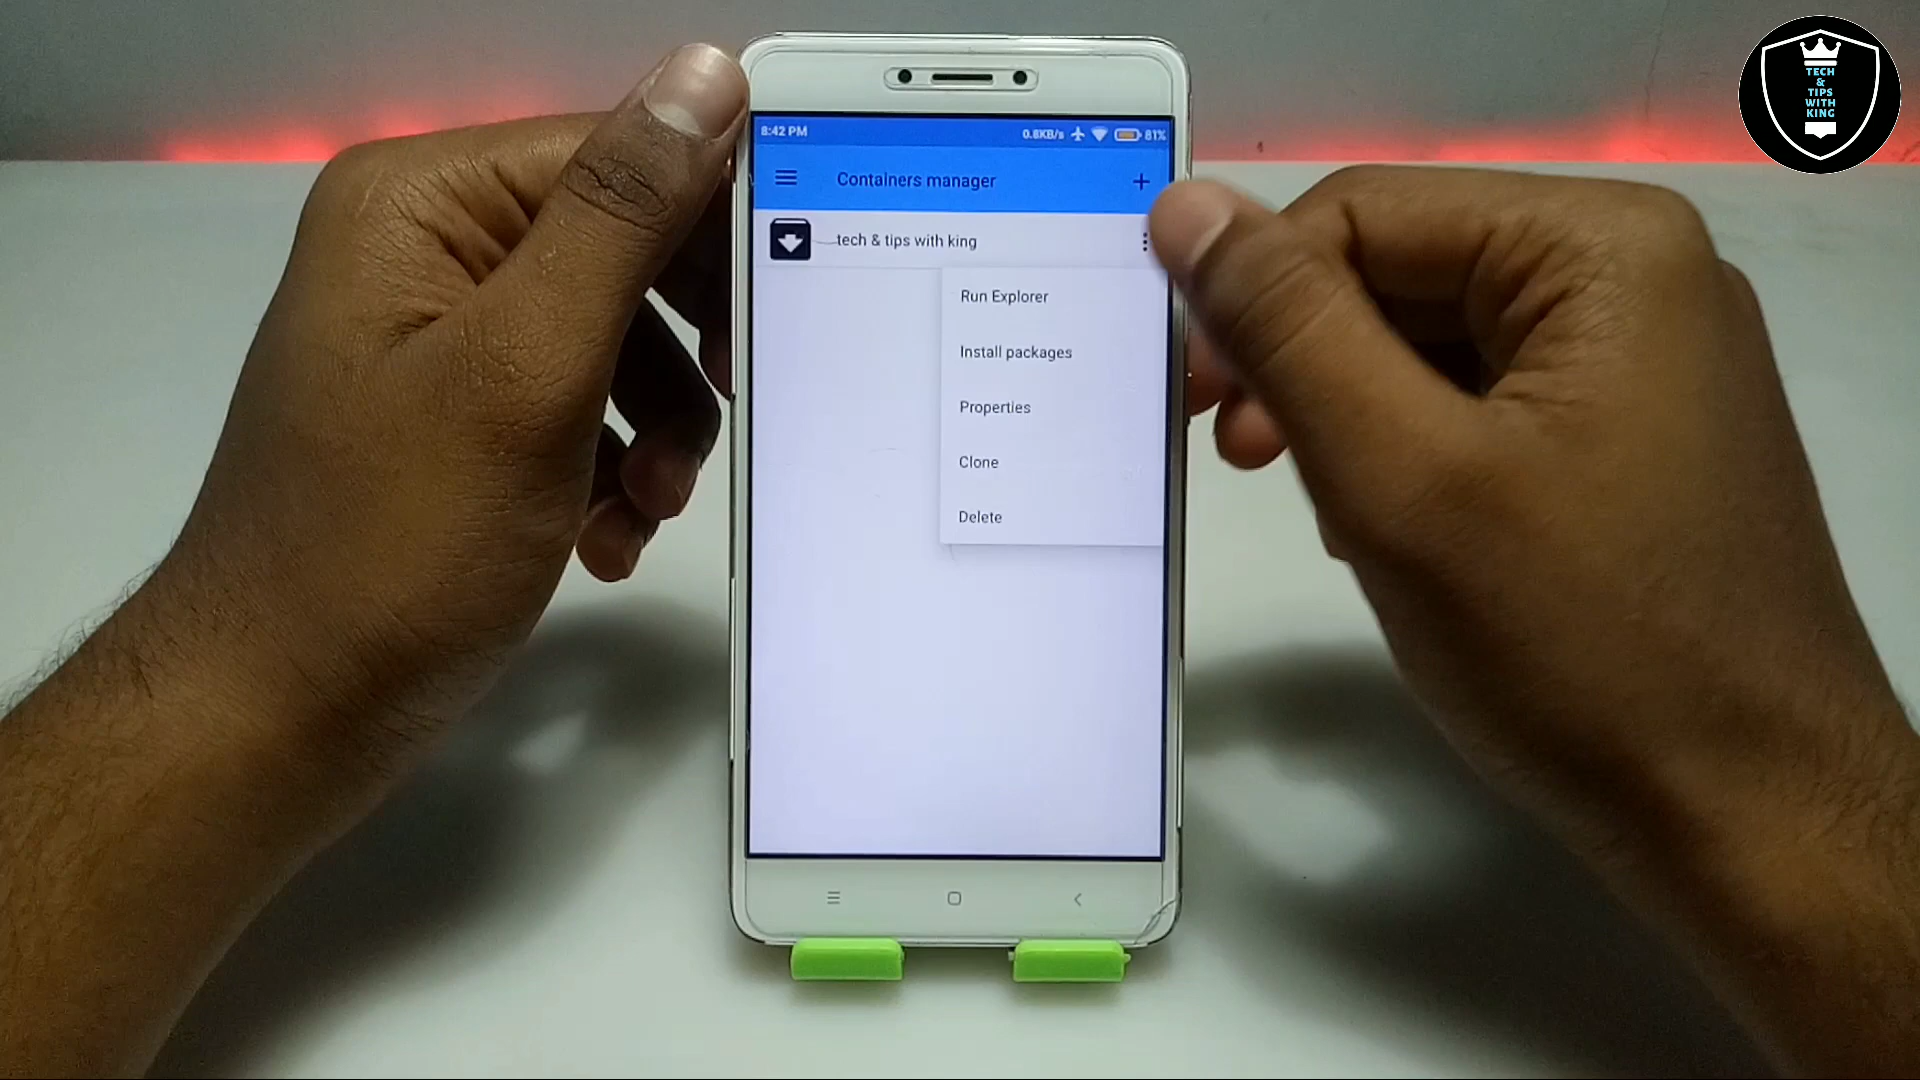 8:42 PM
0.8KB/s
81%
Containers manager
tech & tips with king
Run Explorer
Install packages
Properties
Clone
Delete
TECH
&
TIPS
WITH
KING